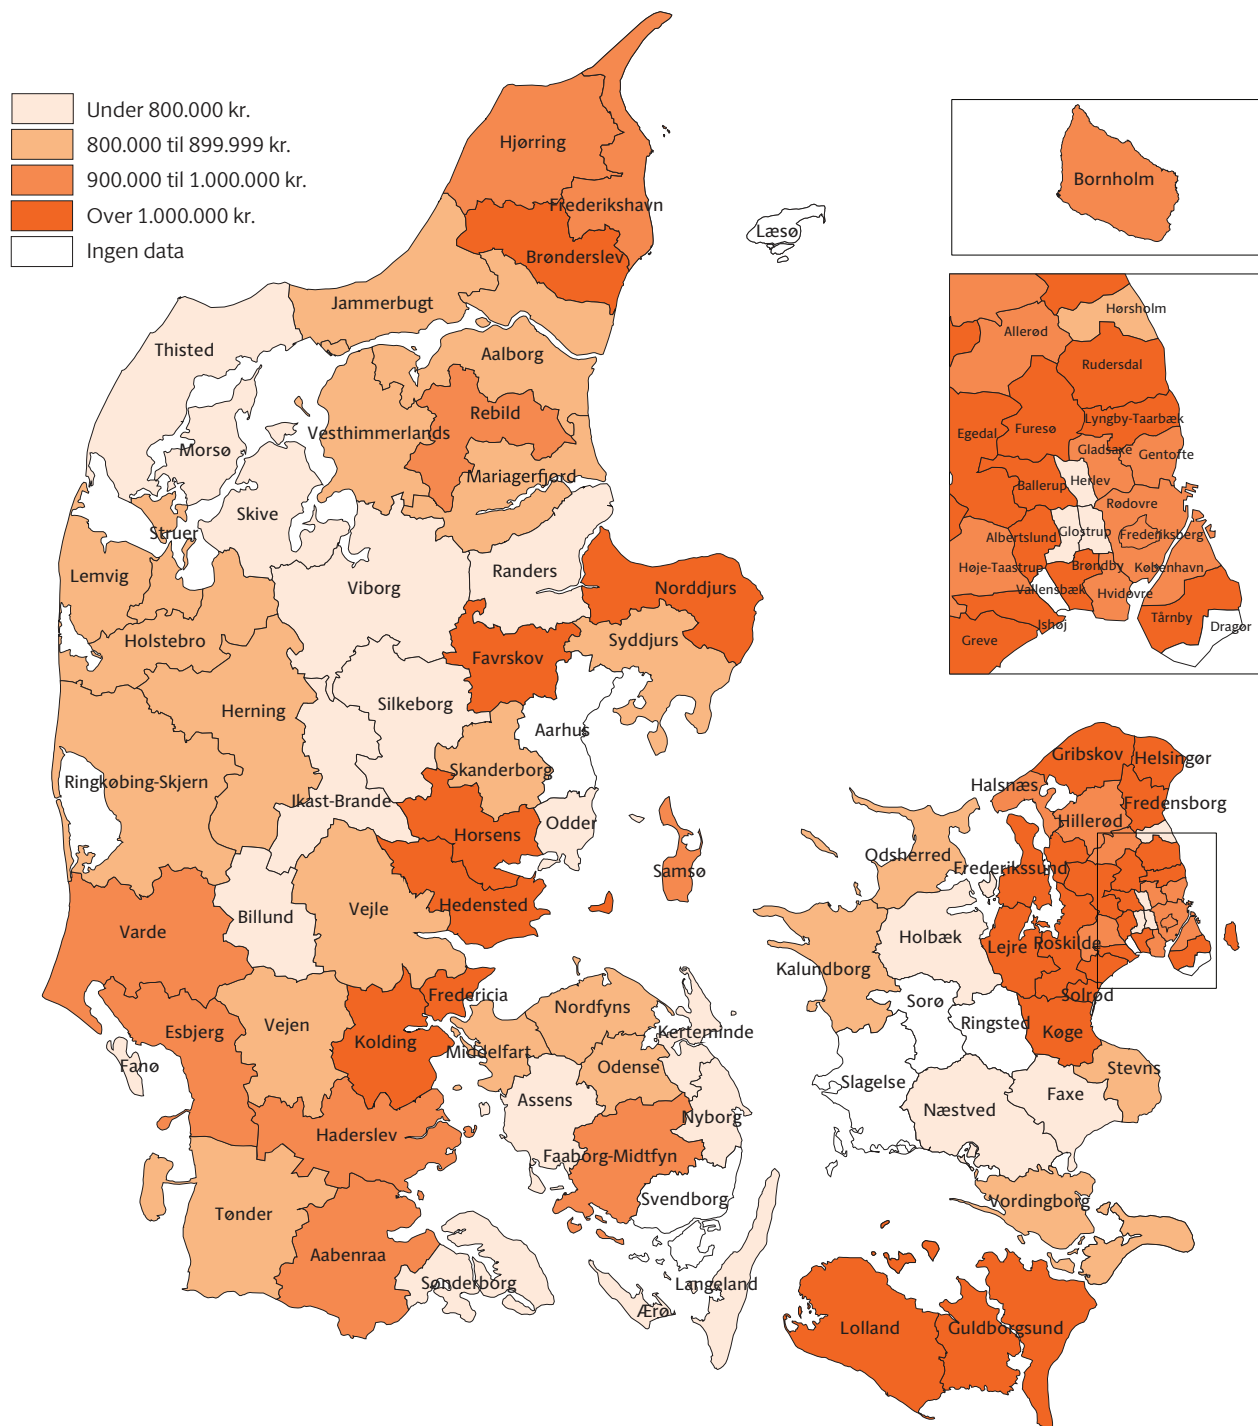 Under 800.000 kr.
800.000 til 899.999 kr.
900.000 til 1.000.000 kr.
Over 1.000.000 kr.
Ingen data
Hjørring
Frederikshavn
Brønderslev
Læsø
Jammerbugt
Thisted
Aalborg
Rebild
Vesthimmerlands
Morsø
Mariagerfjord
Skive
Struer
Lemvig
Viborg
Randers
Norddjurs
Holstebro
Syddjurs
Favrskov
Silkeborg
Herning
Aarhus
Skanderborg
Ringkøbing-Skjern
Ikast-Brande
Horsens
Odder
Samsø
Hedensted
Vejle
Billund
Varde
Fredericia
Nordfyns
Kerteminde
Esbjerg
Vejen
Kolding
Middelfart
Odense
Fanø
Assens
Nyborg
Haderslev
Faaborg-Midtfyn
Svendborg
Tønder
Aabenraa
Sønderborg
Langeland
Ærø
Bornholm
Hørsholm
Allerød
Rudersdal
Lyngby-Taarbæk
Furesø
Egedal
Gladsaxe
Gentofte
Ballerup
Herlev
Rødovre
Glostrup
Frederiksberg
Albertslund
Høje-Taastrup
Brøndby
København
Vallensbæk
Hvidovre
Ishøj
Tårnby
Dragør
Greve
Gribskov
Helsingør
Halsnæs
Fredensborg
Hillerød
Odsherred
Frederikssund
Holbæk
Lejre
Roskilde
Kalundborg
Sorø
Solrød
Ringsted
Køge
Stevns
Slagelse
Næstved
Faxe
Vordingborg
Lolland
Guldborgsund